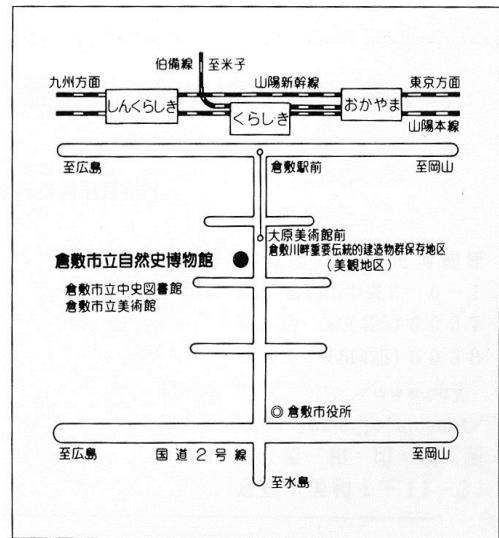 伯備線
至米子
九州方面
山陽新幹線
東京方面
しんくらしき
くらしき
おかやま
山陽本線
至広島
倉敷駅前
至岡山
大原美術館前
倉敷川畔重要伝統的建造物群保存地区
(美観地区)
倉敷市立自然史博物館
倉敷市立中史図書館
倉敷市立美術館
◎倉敷市役所
至広島
国道2号線
至岡山
至水島